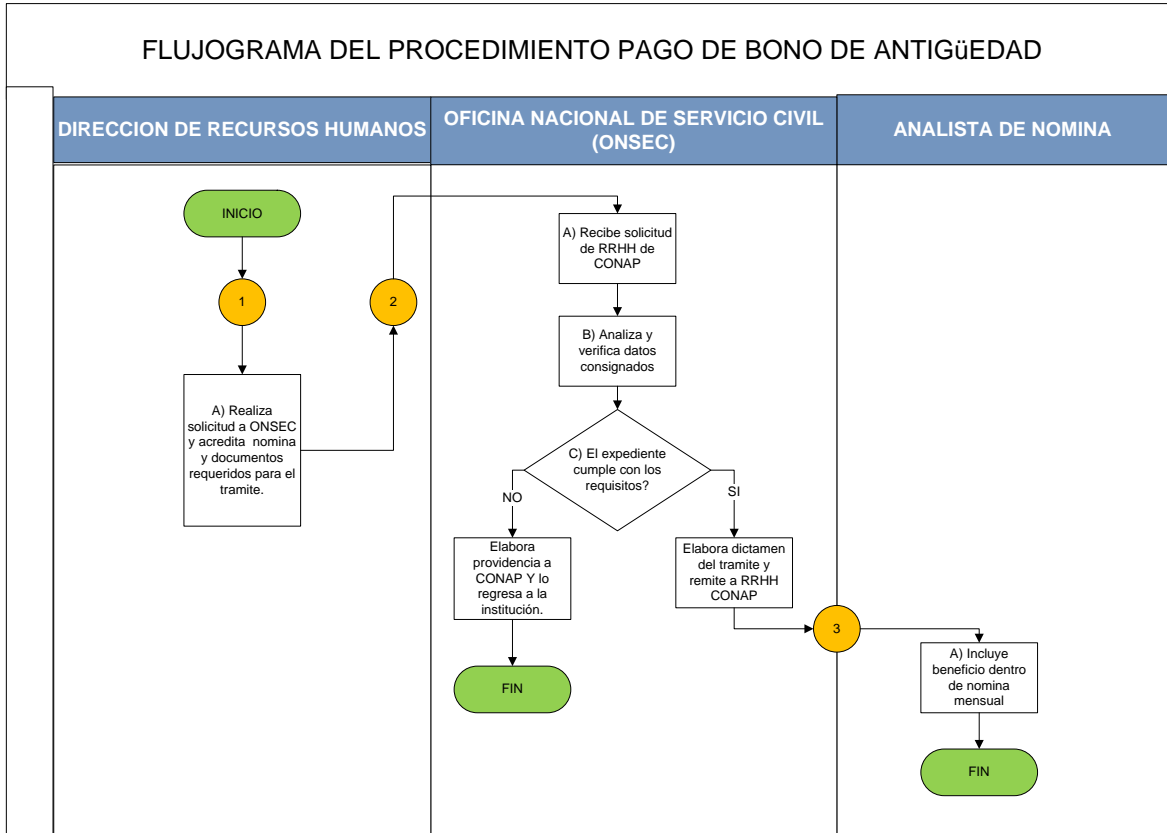 FLUJOGRAMA DEL PROCEDIMIENTO PAGO DE BONO DE ANTIGüEDAD
DIRECCION DE RECURSOS HUMANOS
OFICINA NACIONAL DE SERVICIO CIVIL
(ONSEC)
ANALISTA DE NOMINA
INICIO
1
A) Realiza
solicitud a ONSEC
y acredita nomina
y documentos
requeridos para el
tramite.
2
A) Recibe solicitud
de RRHH de
CONAP
B) Analiza y
verifica datos
consignados
C) El expediente
cumple con los
requisitos?
NO
SI
Elabora
providencia a
CONAP Y lo
regresa a la
institución.
FIN
Elabora dictamen
del tramite y
remite a RRHH
CONAP
3
A) Incluye
beneficio dentro
de nomina
mensual
FIN